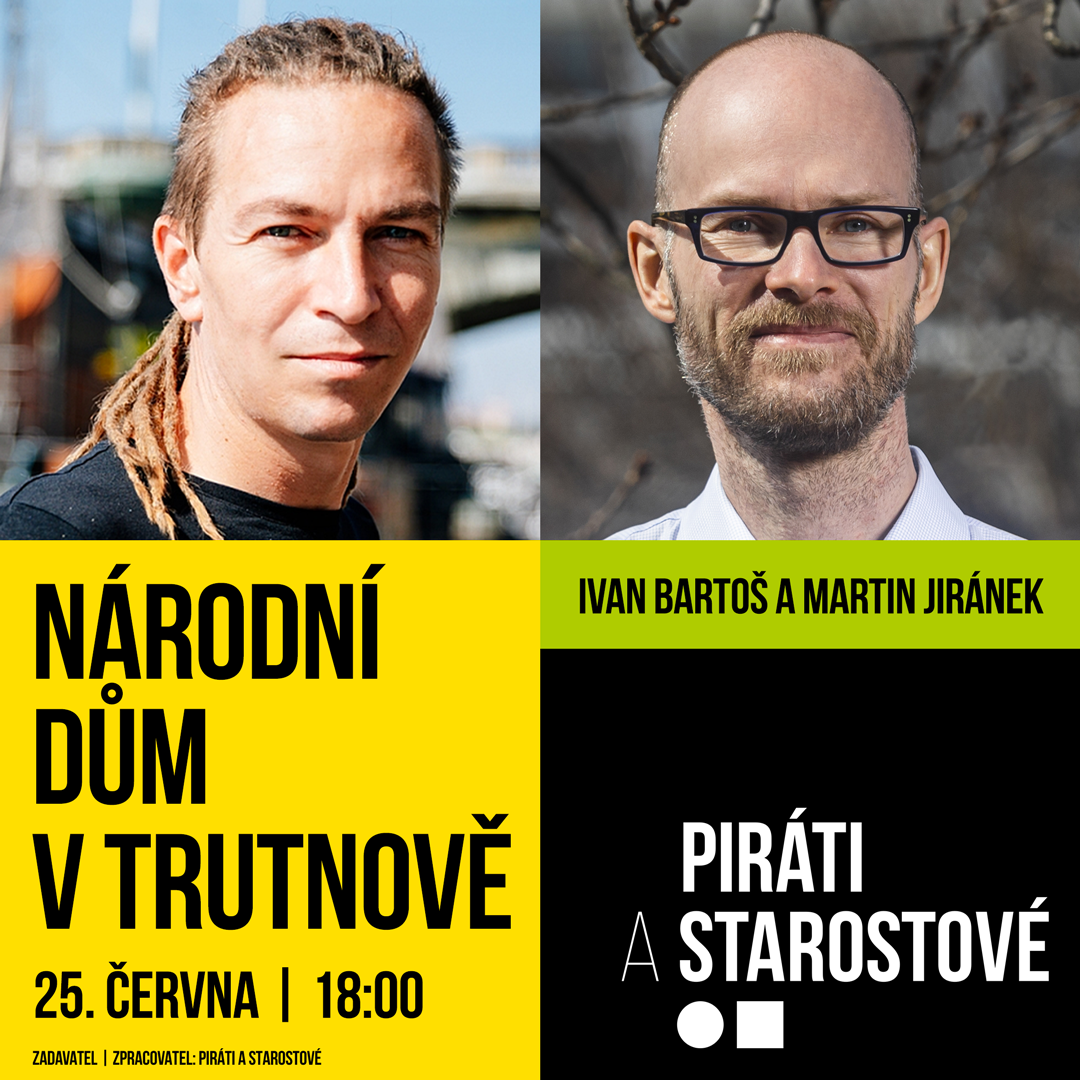 NÁRODNÍ
DŮM
V TRUTNOVĚ
25. ČERVNA | 18:00
ZADAVATEL | ZPRACOVATEL: PIRÁTI A STAROSTOVÉ
IVAN BARTOŠ A MARTIN JIRÁNEK
PIRÁTI
A STAROSTOVÉ